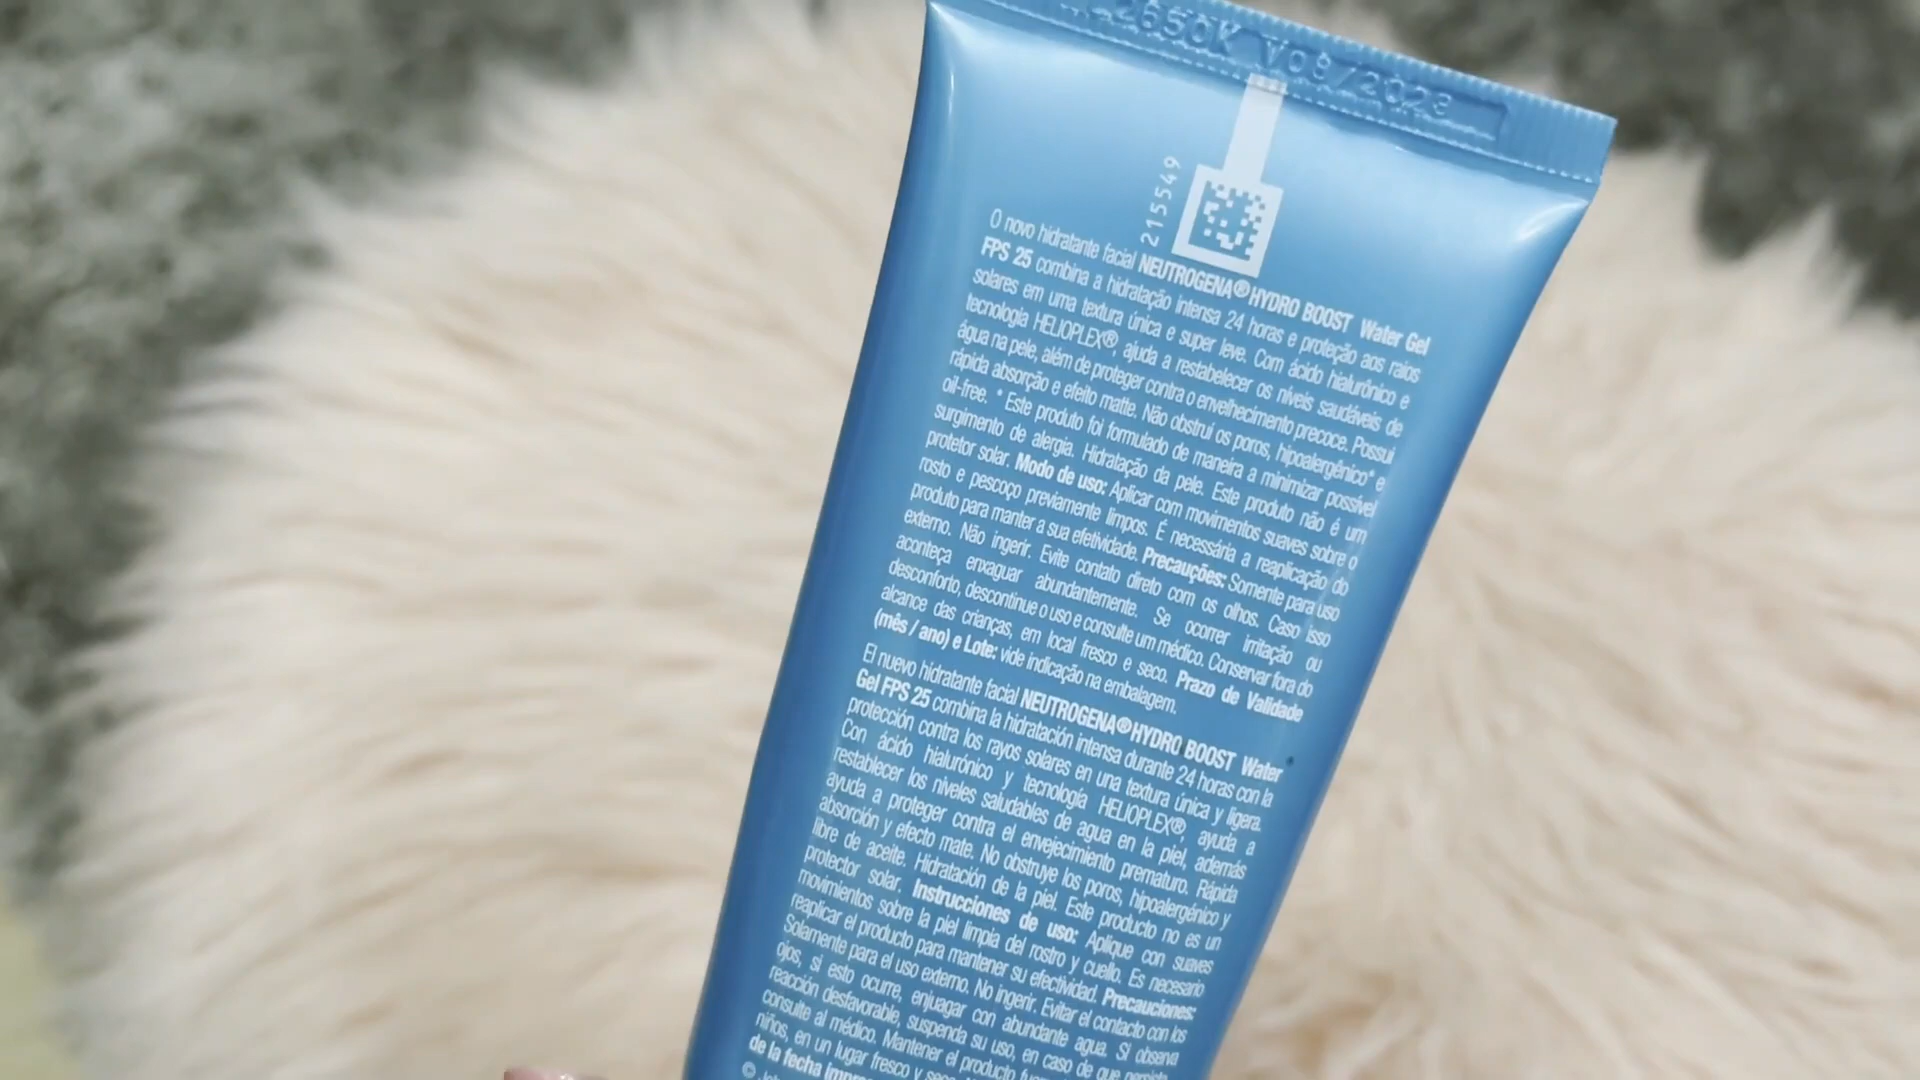 2650K V08/2023
215549
O novo hidratante facial NEUTROGENA® HYDRO BOOST Water Gel
FPS 25 combina a hidratação intensa 24 horas e proteção aos raios
solares em uma textura única e super leve. Com ácido hialurônico e
tecnologia HELIOPLEX®, ajuda a restabelecer os níveis saudáveis de
água na pele, além de proteger contra o envelhecimento precoce. Possui
rápida absorção e efeito matte. Não obstrui os poros, hipoalergênico* e
oil-free. * Este produto foi formulado de maneira a minimizar possível
surgimento de alergia. Hidratação da pele. Este produto não é um
protetor solar. Modo de uso: Aplicar com movimentos suaves sobre o
rosto e pescoço previamente limpos. É necessária a reaplicação do
produto para manter a sua efetividade. Precauções: Somente para uso
externo. Não ingerir. Evite contato direto com os olhos. Caso isso
aconteça enxaguar abundantemente. Se ocorrer irritação ou
desconforto, descontinue o uso e consulte um médico. Conservar fora do
alcance das crianças, em local fresco e seco. Prazo de Validade
(mês / ano) e Lote: vide indicação na embalagem.
El nuevo hidratante facial NEUTROGENA® HYDRO BOOST Water
Gel FPS 25 combina la hidratación intensa durante 24 horas con la
protección contra los rayos solares en una textura única y ligera.
Con ácido hialurónico y tecnología HELIOPLEX®, ayuda a
restablecer los niveles saludables de agua en la piel, además
ayuda a proteger contra el envejecimiento prematuro. Rápida
absorción y efecto mate. No obstruye los poros, hipoalergénico y
libre de aceite. Hidratación de la piel. Este producto no es un
protector solar. Instrucciones de uso: Aplique con suaves
movimientos sobre la piel limpia del rostro y cuello. Es necesario
reaplicar el producto para mantener su efectividad. Precauciones:
Solamente para el uso externo. No ingerir. Evitar el contacto con los
ojos, si esto ocurre, enjuagar con abundante agua. Si observa
reacción desfavorable, suspenda su uso, en caso de que persista
consulte al médico. Mantener el producto
niños, en un lugar fresco y seco.
de la fecha
©